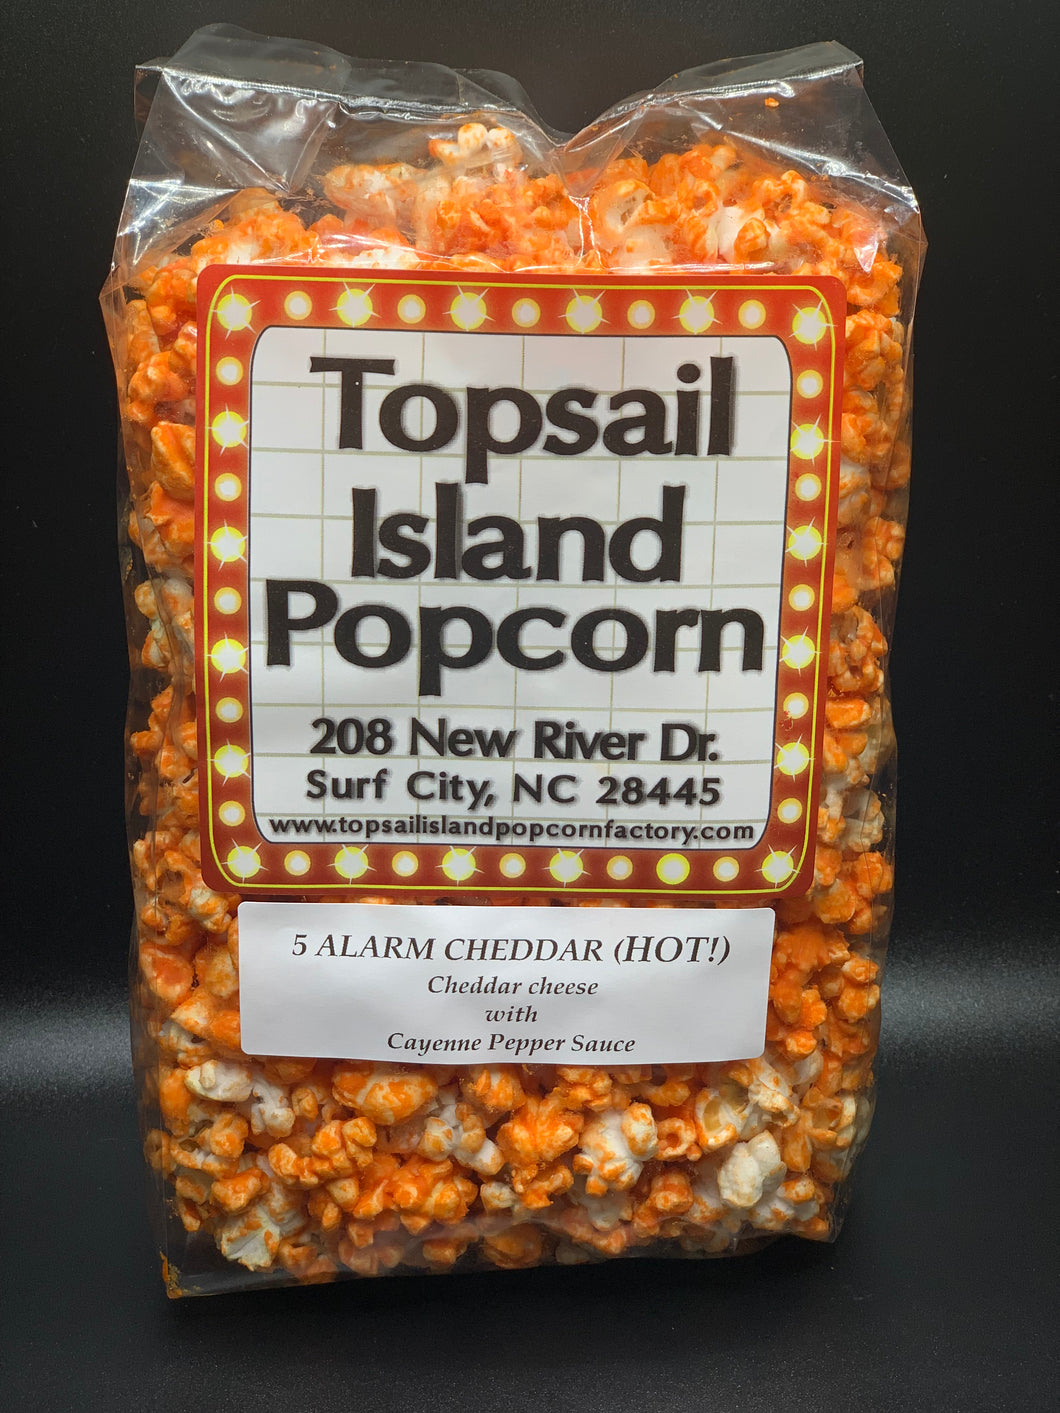 Topsail
Island
Popcorn
208 New River Dr.
Surf City, NC 28445
www.topsailislandpopcornfactory.com
5 ALARM CHEDDAR (HOT!)
Cheddar cheese
with
Cayenne Pepper Sauce